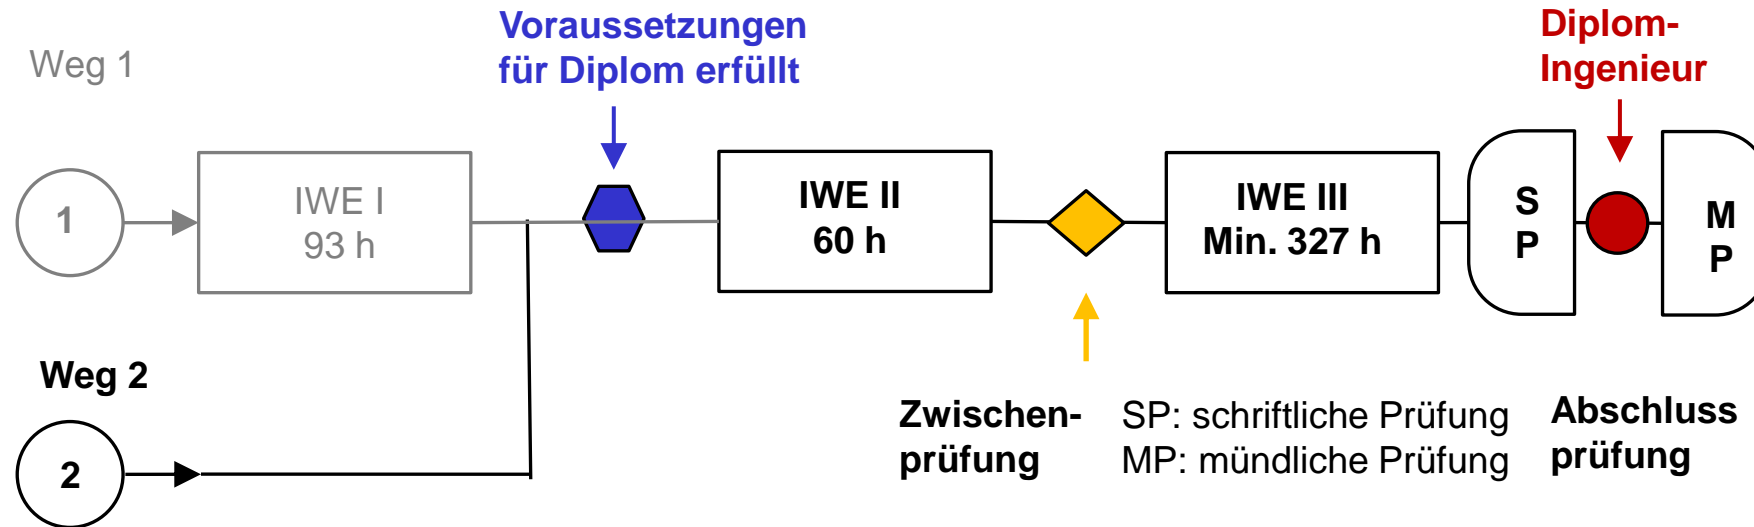 Weg 1
Voraussetzungen
für Diplom erfüllt
Diplom-
Ingenieur
1
IWE I
93 h
IWE II
60 h
IWE III
Min. 327 h
S
P
M
P
Weg 2
2
Zwischen-
prüfung
SP: schriftliche Prüfung
MP: mündliche Prüfung
Abschluss
prüfung